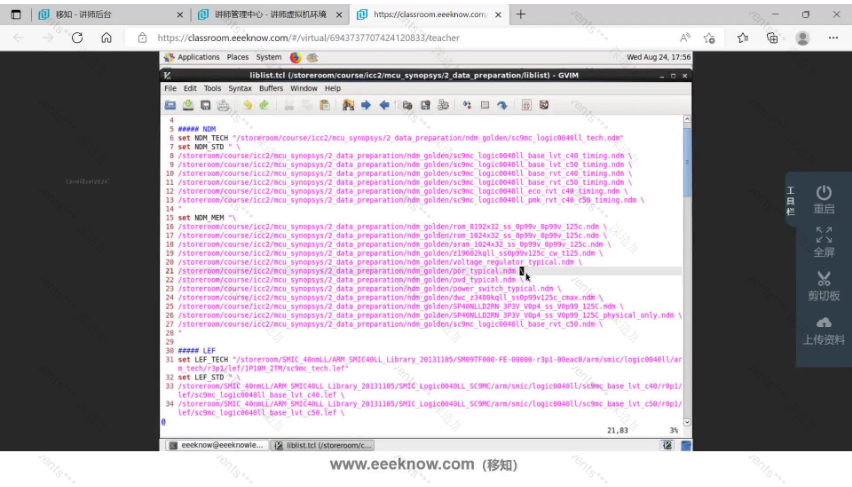 移知 - 讲师后台
讲师管理中心 - 讲师虚拟机环境
https://classroom.eeeknow.com
https://classroom.eeeknow.com/#/virtual/694373770742412083​3/teacher
Applications Places System
Wed Aug 24, 17:56
liblist.tcl (/storeroom/course/icc2/mcu_synopsys/2_data_preparation/liblist) - GVIM
File Edit Tools Syntax Buffers Window Help
4
5 ##### NDM
6 set NDM_TECH "/storeroom/course/icc2/mcu_synopsys/2_data_preparation/ndm_golden/sc9mc_logic0040ll_tech.ndm"
7 set NDM_STD " \
8 /storeroom/course/icc2/mcu_synopsys/2_data_preparation/ndm_golden/sc9mc_logic0040ll_base_lvt_c40_timing.ndm \
9 /storeroom/course/icc2/mcu_synopsys/2_data_preparation/ndm_golden/sc9mc_logic0040ll_base_lvt_c50_timing.ndm \
10 /storeroom/course/icc2/mcu_synopsys/2_data_preparation/ndm_golden/sc9mc_logic0040ll_base_rvt_c40_timing.ndm \
11 /storeroom/course/icc2/mcu_synopsys/2_data_preparation/ndm_golden/sc9mc_logic0040ll_base_rvt_c50_timing.ndm \
12 /storeroom/course/icc2/mcu_synopsys/2_data_preparation/ndm_golden/sc9mc_logic0040ll_eco_rvt_c40_timing.ndm \
13 /storeroom/course/icc2/mcu_synopsys/2_data_preparation/ndm_golden/sc9mc_logic0040ll_pmk_rvt_c40_c50_timing.ndm \
14 "
15 set NDM_MEM "\
16 /storeroom/course/icc2/mcu_synopsys/2_data_preparation/ndm_golden/rom_8192x32_ss_0p99v_0p99v_125c.ndm \
17 /storeroom/course/icc2/mcu_synopsys/2_data_preparation/ndm_golden/rom_1024x32_ss_0p99v_0p99v_125c.ndm \
18 /storeroom/course/icc2/mcu_synopsys/2_data_preparation/ndm_golden/sram_1024x32_ss_0p99v_0p99v_125c.ndm \
19 /storeroom/course/icc2/mcu_synopsys/2_data_preparation/ndm_golden/z19602kqll_ss0p99v125c_cw_t125.ndm \
20 /storeroom/course/icc2/mcu_synopsys/2_data_preparation/ndm_golden/voltage_regulator_typical.ndm \
21 /storeroom/course/icc2/mcu_synopsys/2_data_preparation/ndm_golden/por_typical.ndm \
22 /storeroom/course/icc2/mcu_synopsys/2_data_preparation/ndm_golden/pvd_typical.ndm \
23 /storeroom/course/icc2/mcu_synopsys/2_data_preparation/ndm_golden/power_switch_typical.ndm \
24 /storeroom/course/icc2/mcu_synopsys/2_data_preparation/ndm_golden/dwc_z3400kqll_ss0p99v125c_cmax.ndm \
25 /storeroom/course/icc2/mcu_synopsys/2_data_preparation/ndm_golden/SP40NLLD2RN_3P3V_V0p4_ss_V0p99_125C.ndm \
26 /storeroom/course/icc2/mcu_synopsys/2_data_preparation/ndm_golden/SP40NLLD2RN_3P3V_V0p4_ss_V0p99_125C_physical_only.ndm \
27 /storeroom/course/icc2/mcu_synopsys/2_data_preparation/ndm_golden/sc9mc_logic0040ll_base_rvt_c50.ndm \
28 "
29
30 ##### LEF
31 set LEF_TECH "/storeroom/SMIC_40nmLL/ARM_SMIC40LL_Library_20131105/SM09TF000-FE-00000-r3p1-00eac0/arm/smic/logic0040ll/ar
m_tech/r3p1/lef/1P10M_2TM/sc9mc_tech.lef"
32 set LEF_STD " \
33 /storeroom/SMIC_40nmLL/ARM_SMIC40LL_Library_20131105/SMIC_Logic0040LL_SC9MC/arm/smic/logic0040ll/sc9mc_base_lvt_c40/r0p1/
lef/sc9mc_logic0040ll_base_lvt_c40.lef \
34 /storeroom/SMIC_40nmLL/ARM_SMIC40LL_Library_20131105/SMIC_Logic0040LL_SC9MC/arm/smic/logic0040ll/sc9mc_base_lvt_c50/r0p1/
lef/sc9mc_logic0040ll_base_lvt_c50.lef \
@
21,83
3%
eeeknow@eeeknowle...
liblist.tcl (/storeroom/c...
工具栏
重启
全屏
剪切板
上传资料
www.eeeknow.com (移知)